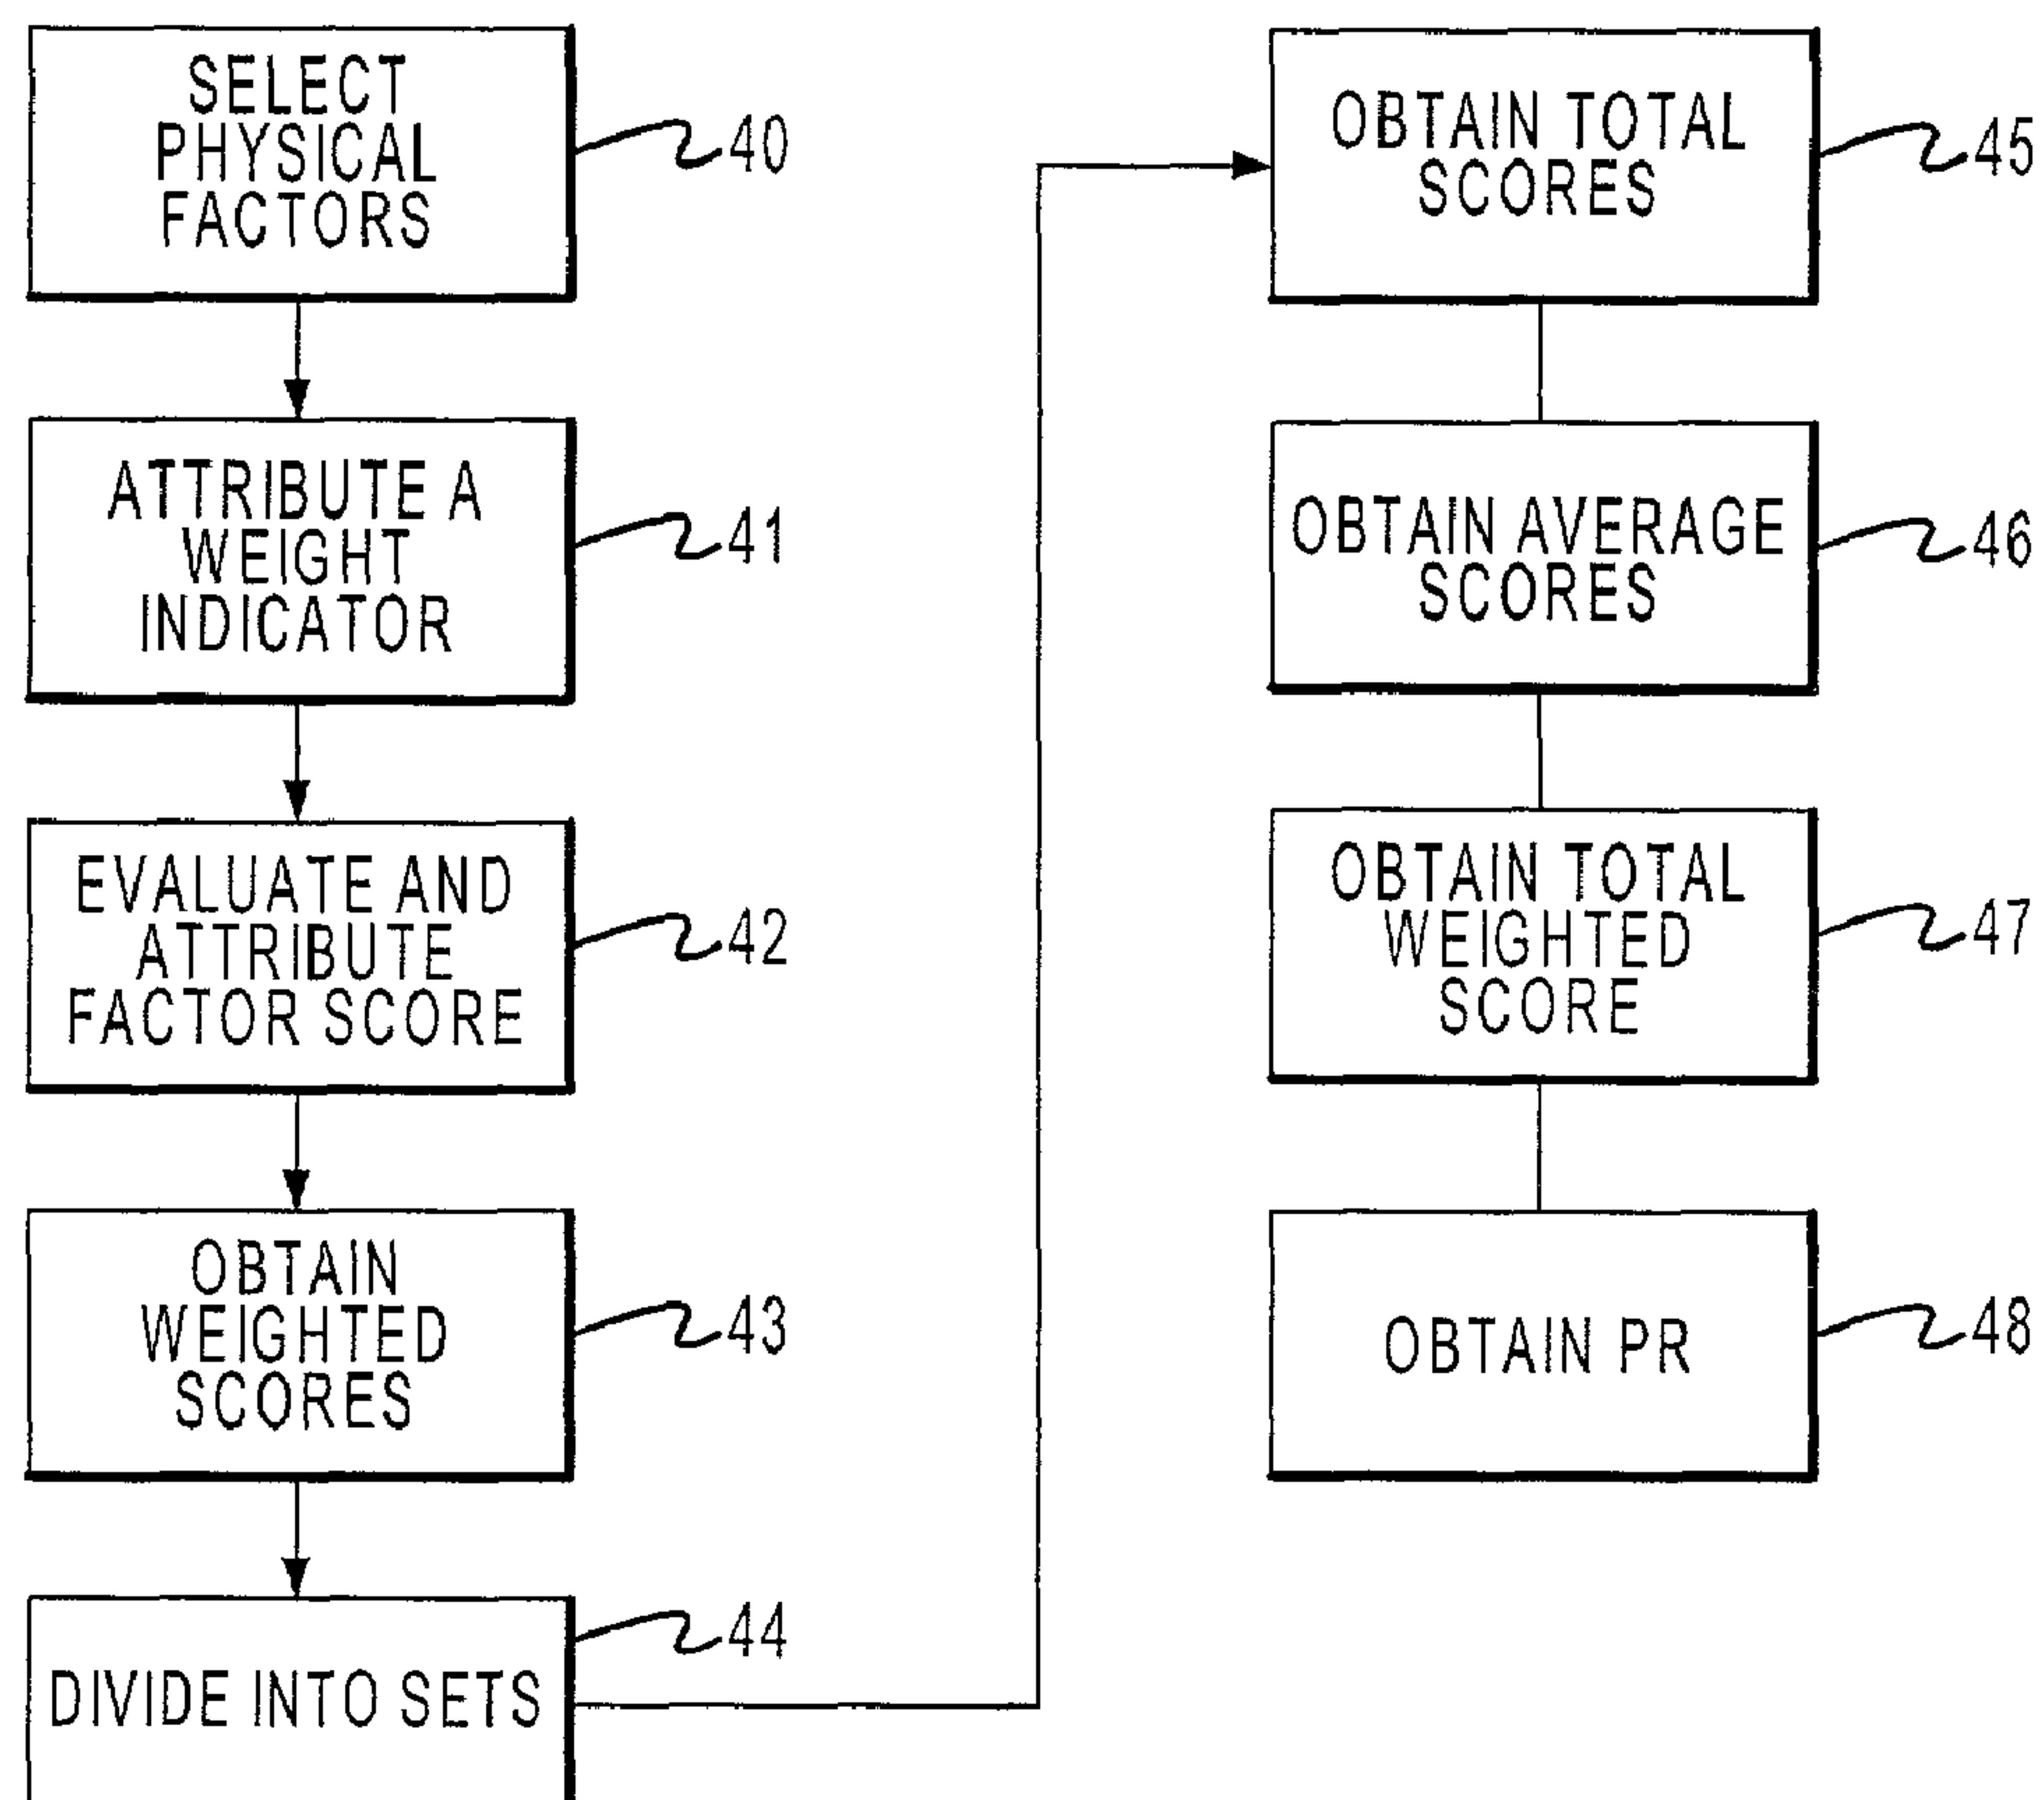 SELECT
PHYSICAL
FACTORS
40
ATTRIBUTE A
WEIGHT
INDICATOR
41
EVALUATE AND
ATTRIBUTE
FACTOR SCORE
42
OBTAIN
WEIGHTED
SCORES
43
DIVIDE INTO SETS
44
OBTAIN TOTAL
SCORES
45
OBTAIN AVERAGE
SCORES
46
OBTAIN TOTAL
WEIGHTED
SCORE
47
OBTAIN PR
48